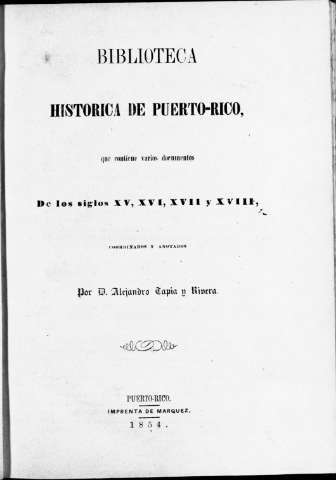 BIBLIOTECA
HISTORICA DE PUERTO-RICO,
que contiene varios documentos
De los siglos XV, XVI, XVII y XVIII,
COORDINADOS Y ANOTADOS
Por D. Alejandro Tapia y Rivera.
PUERTO-RICO.
IMPRENTA DE MARQUEZ.
1854.